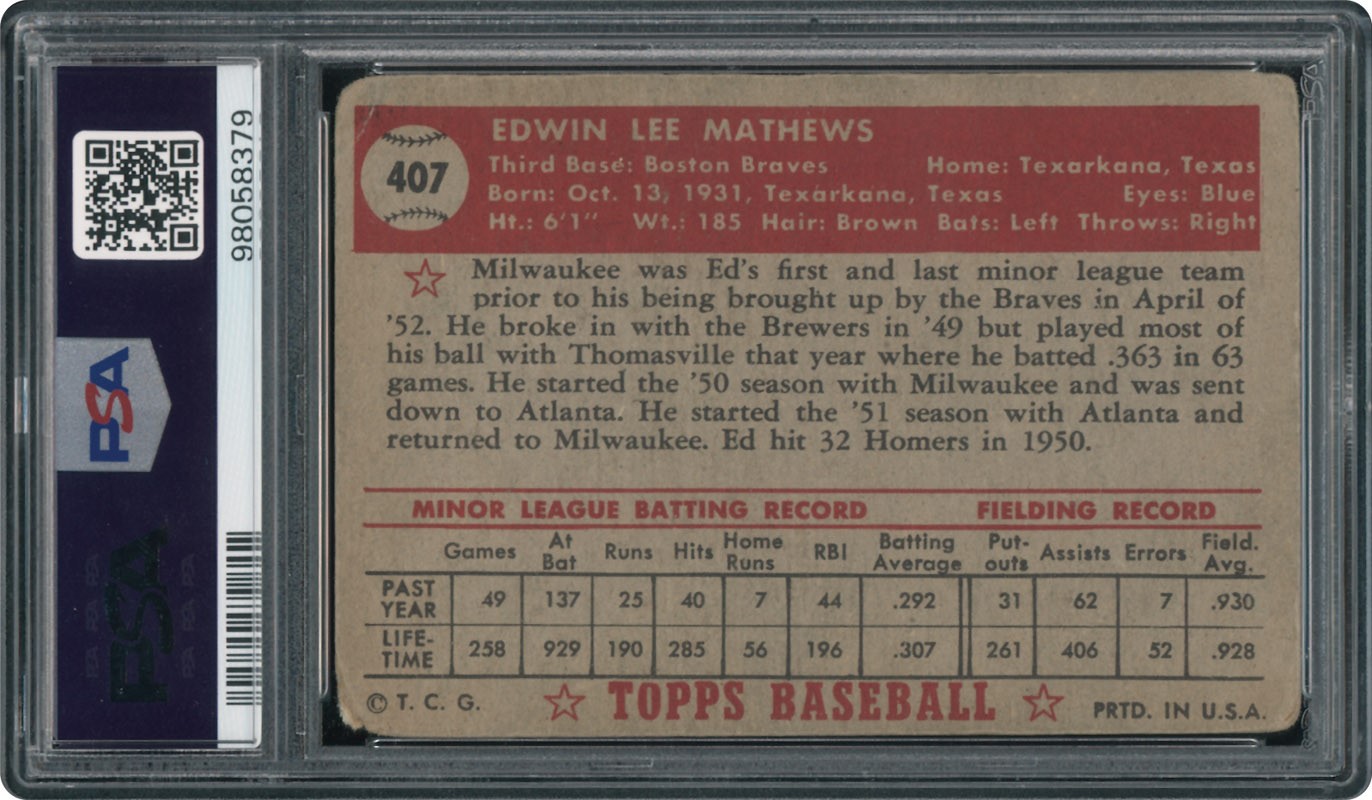 98058379
PSA
PSA
407
EDWIN LEE MATHEWS
Third Base: Boston Braves Home: Texarkana, Texas
Born: Oct. 13, 1931, Texarkana, Texas Eyes: Blue
Ht.: 6'1" Wt.: 185 Hair: Brown Bats: Left Throws: Right
Milwaukee was Ed's first and last minor league team
prior to his being brought up by the Braves in April of
'52. He broke in with the Brewers in '49 but played most of
his ball with Thomasville that year where he batted .363 in 63
games. He started the '50 season with Milwaukee and was sent
down to Atlanta. He started the '51 season with Atlanta and
returned to Milwaukee. Ed hit 32 Homers in 1950.
MINOR LEAGUE BATTING RECORD FIELDING RECORD
Games At Bat Runs Hits Home Runs RBI Batting Average Put-outs Assists Errors Field. Avg.
PAST YEAR 49 137 25 40 7 44 .292 31 62 7 .930
LIFE-TIME 258 929 190 285 56 196 .307 261 406 52 .928
© T. C. G. TOPPS BASEBALL PRTD. IN U.S.A.